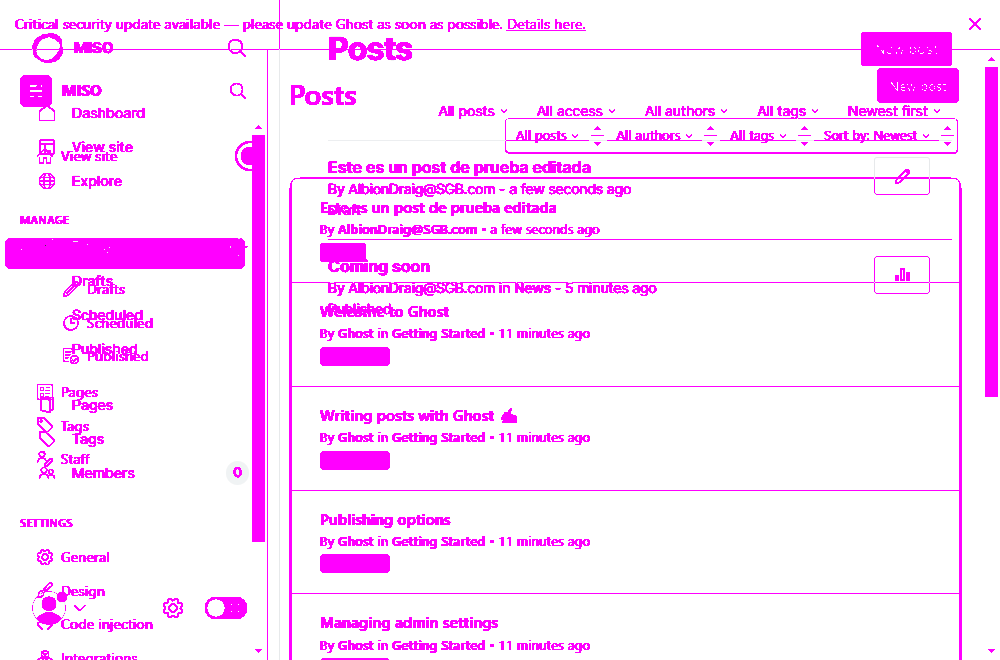 Critical security update available — please update Ghost as soon as possible. Details here.
MISO
Posts
New post
MISO
Posts
New post
Dashboard
All posts
All access
All authors
All tags
Newest first
All posts
All authors
All tags
Sort by: Newest
View site
View site
Explore
Este es un post de prueba editada
By AlbionDraig@SGB.com - a few seconds ago
Draft
Este es un post de prueba editada
By AlbionDraig@SGB.com • a few seconds ago
MANAGE
Coming soon
By AlbionDraig@SGB.com in News - 5 minutes ago
Published
Drafts
Drafts
Scheduled
Scheduled
Published
Published
Welcome to Ghost
By Ghost in Getting Started • 11 minutes ago
Pages
Pages
Tags
Tags
Staff
Members
0
Writing posts with Ghost ✍
By Ghost in Getting Started • 11 minutes ago
SETTINGS
General
Design
Code injection
Integrations
Publishing options
By Ghost in Getting Started • 11 minutes ago
Managing admin settings
By Ghost in Getting Started • 11 minutes ago